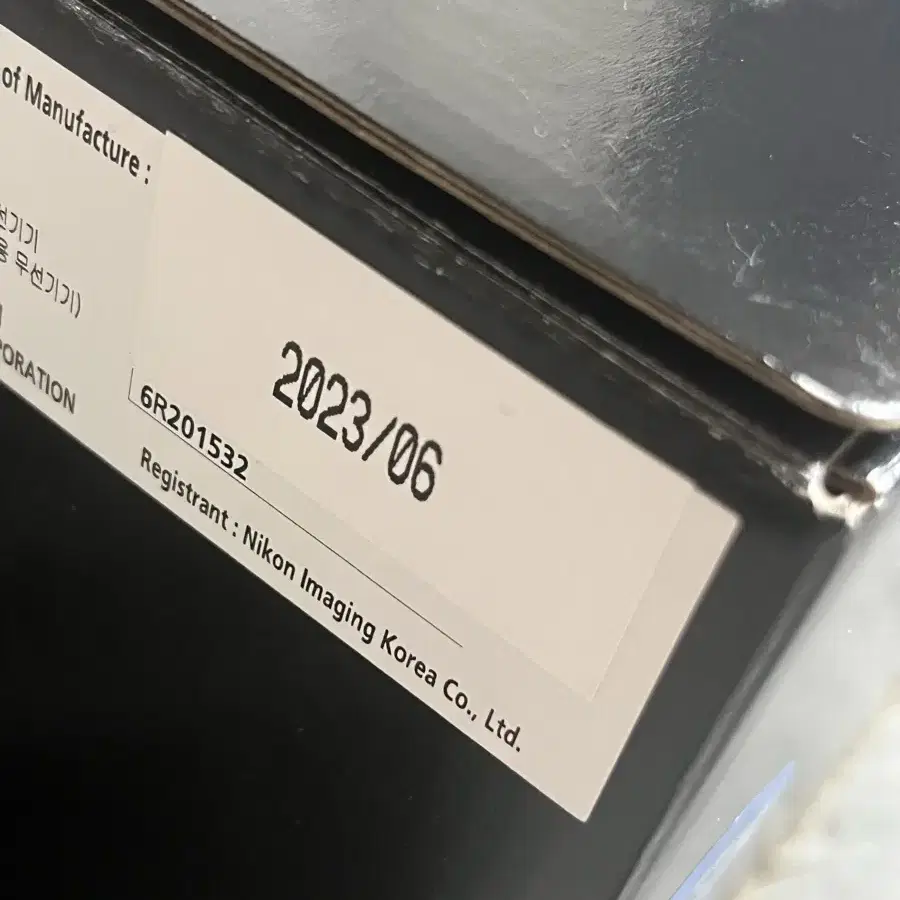 of Manufacture :
2023/06
선기기
용 무선기기)
PORATION
6R201532
Registrant : Nikon Imaging Korea Co., Ltd.